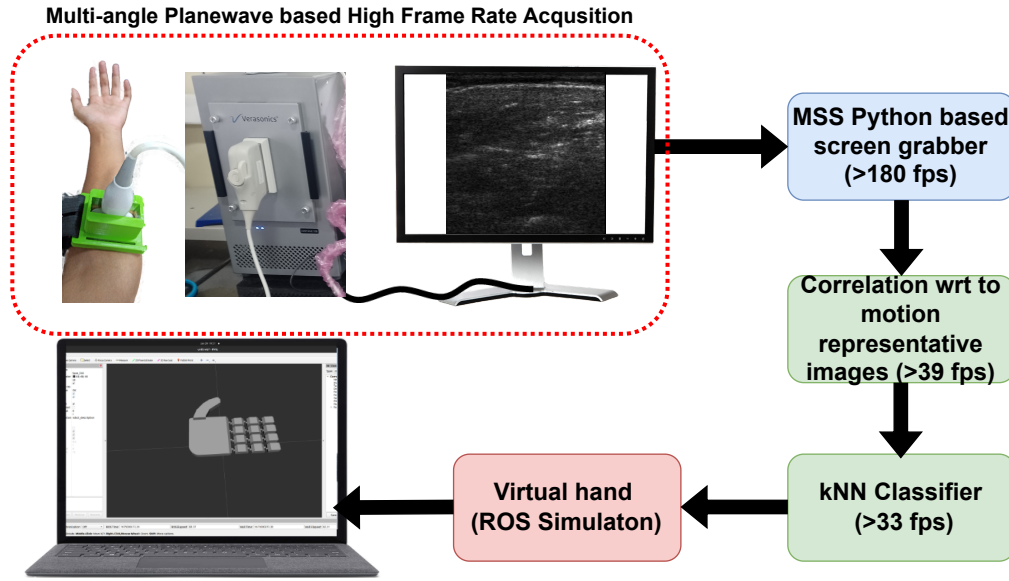 Multi-angle Planewave based High Frame Rate Acqusition
Verasonics
MSS Python based
screen grabber
(>180 fps)
Correlation wrt to
motion
representative
images (>39 fps)
kNN Classifier
(>33 fps)
Virtual hand
(ROS Simulaton)